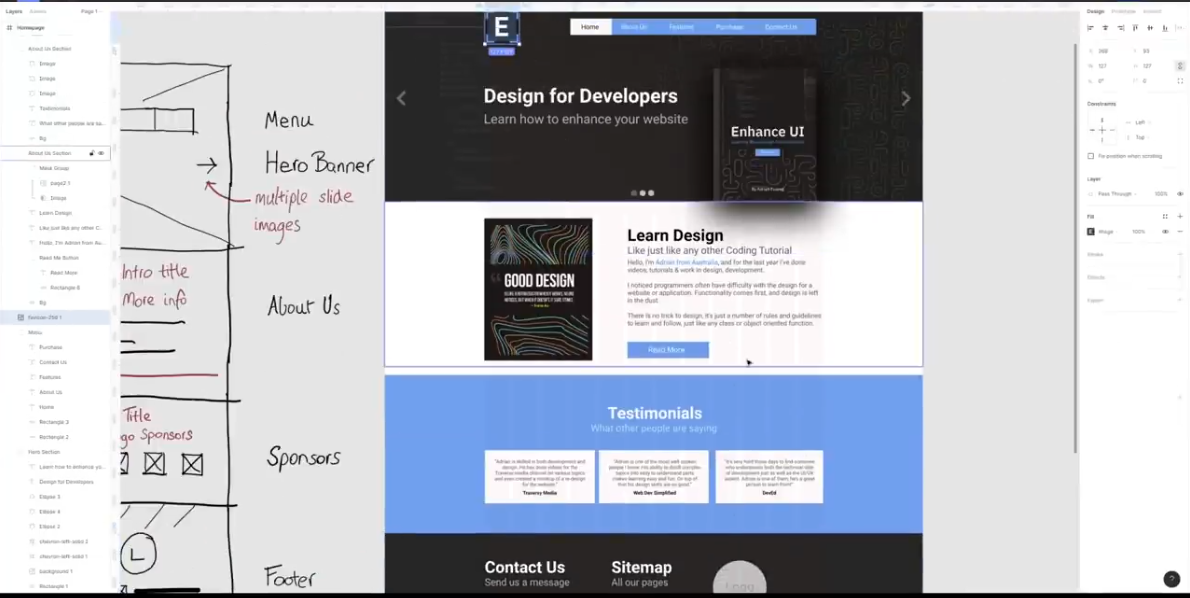 Layers
Assets
Page 1
Homepage
About Us Section
Image
Image
Image
Testimonials
What other people are sa...
Bg
About Us Section
Mask Group
page2 1
Image
Learn Design
Like just like any other C...
Hello, I'm Adrian from Au...
Read Me Button
Read More
Rectangle 6
Bg
Menu
Purchase
Contact Us
Features
About Us
Home
Rectangle 3
Rectangle 2
Hero Section
Learn how to enhance yo...
Design for Developers
Ellipse 3
Ellipse 4
Ellipse 2
chevron-left-solid 2
chevron-left-solid 1
background 1
Rectangle 1
Menu
Hero Banner
multiple slide
images
Intro title
More info
About Us
Title
go Sponsors
Sponsors
L
Footer
E
Home
About Us
Features
Purchase
Contact Us
Design for Developers
Learn how to enhance your website
Enhance UI
Learn Design
Like just like any other Coding Tutorial
Hello, I'm Adrian from Australia, and for the last year I've done
videos, tutorials & work in design, development.
I noticed programmers often have difficulty with the design for a
website or application. Functionality comes first, and design is left
in the dust.
There is no trick to design, it's just a number of rules and guidelines
to learn and follow, just like any class or object oriented function.
GOOD DESIGN
Read More
Testimonials
What other people are saying
Traversy Media
Web Dev Simplified
DevEd
Contact Us
Send us a message
Sitemap
All our pages
Logo
Design
Prototype
Constraints
Left
Top
Fix position when scrolling
Layer
Pass Through
100%
Fill
Image
100%
Stroke
Effects
Export
?